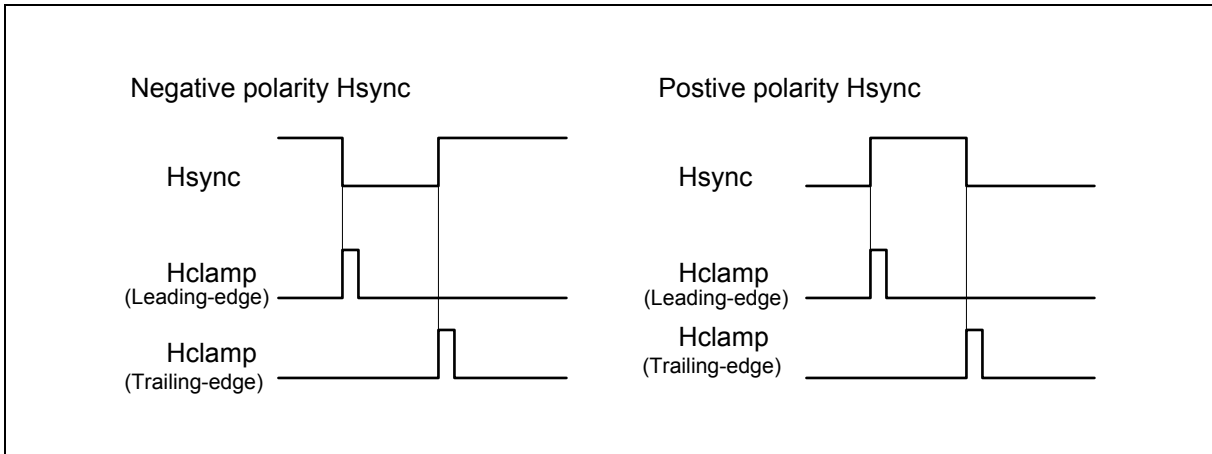 Negative polarity Hsync
Hsync
Hclamp
(Leading-edge)
Hclamp
(Trailing-edge)
Postive polarity Hsync
Hsync
Hclamp
(Leading-edge)
Hclamp
(Trailing-edge)